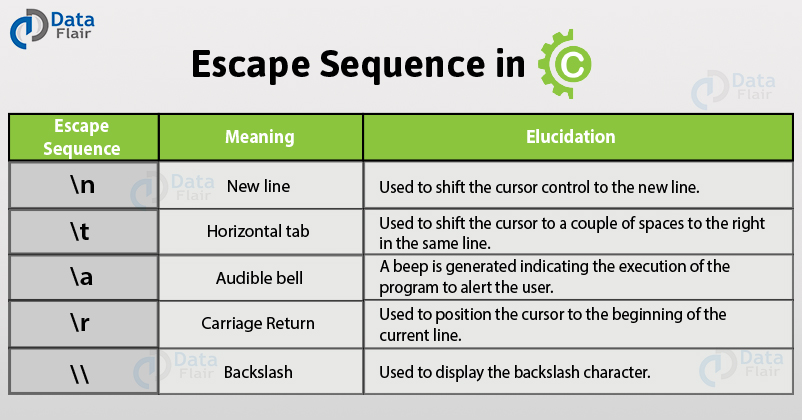 Data
Flair
Escape Sequence in C
Data
Flair
Escape
Sequence
Meaning
Elucidation
\n
New line
Used to shift the cursor control to the new line.
Data
Flair
\t
Horizontal tab
Used to shift the cursor to a couple of spaces to the right
in the same line.
\a
Audible bell
A beep is generated indicating the execution of the
program to alert the user.
\r
Carriage Return
Used to position the cursor to the beginning of the
current line.
\\
Backslash
Used to display the backslash character.
Data
Flair
Data
Flair